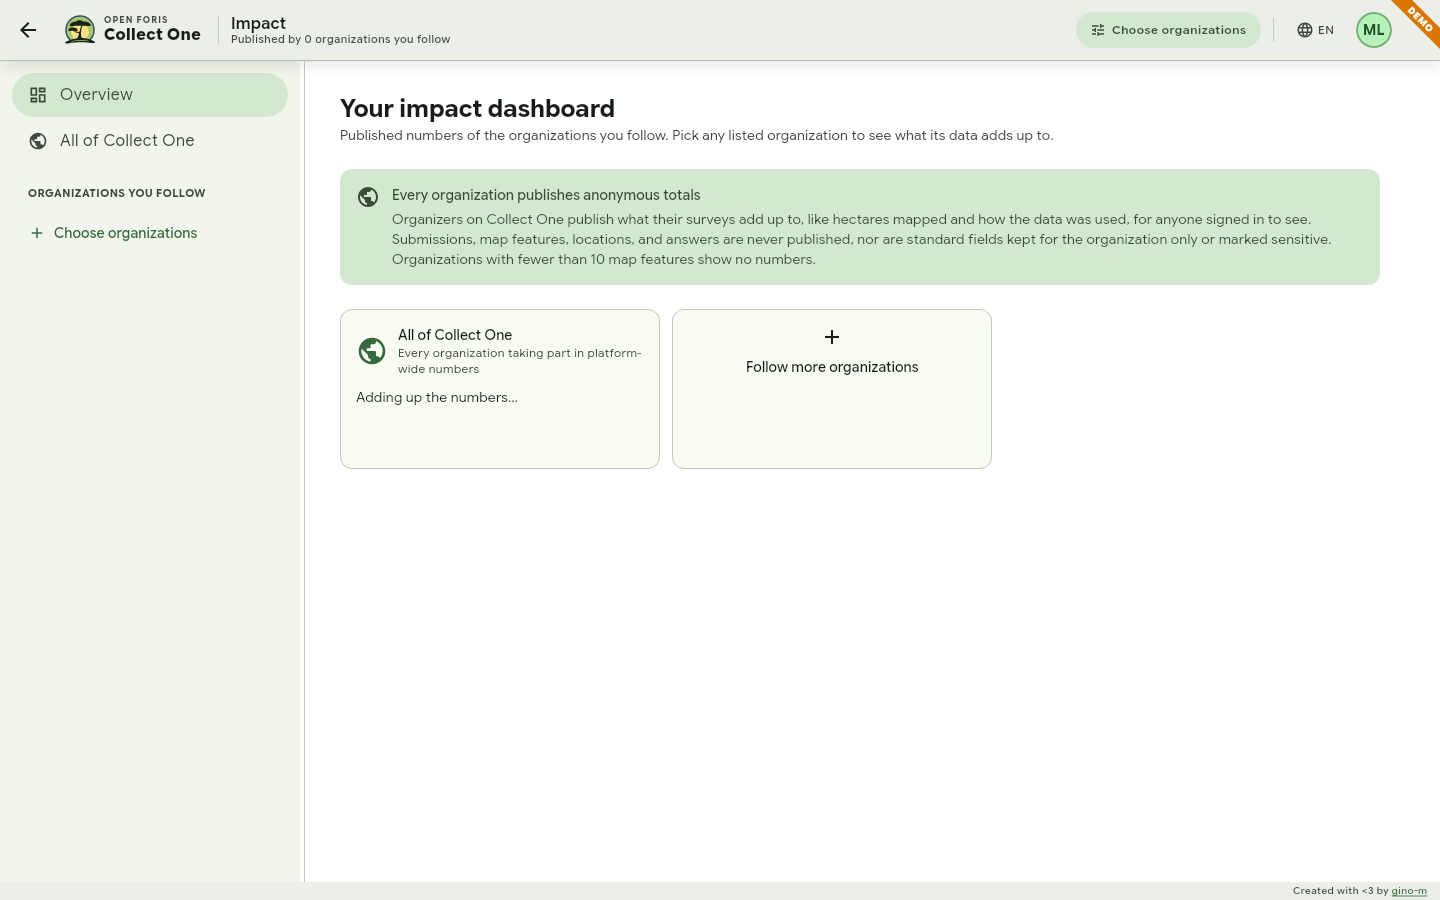 OPEN FORIS
Collect One
Impact
Published by 0 organizations you follow
Choose organizations
EN
ML
DEMO
Overview
All of Collect One
ORGANIZATIONS YOU FOLLOW
Choose organizations
Your impact dashboard
Published numbers of the organizations you follow. Pick any listed organization to see what its data adds up to.
Every organization publishes anonymous totals
Organizers on Collect One publish what their surveys add up to, like hectares mapped and how the data was used, for anyone signed in to see.
Submissions, map features, locations, and answers are never published, nor are standard fields kept for the organization only or marked sensitive.
Organizations with fewer than 10 map features show no numbers.
All of Collect One
Every organization taking part in platform-
wide numbers
Adding up the numbers...
Follow more organizations
Created with <3 by gino-m